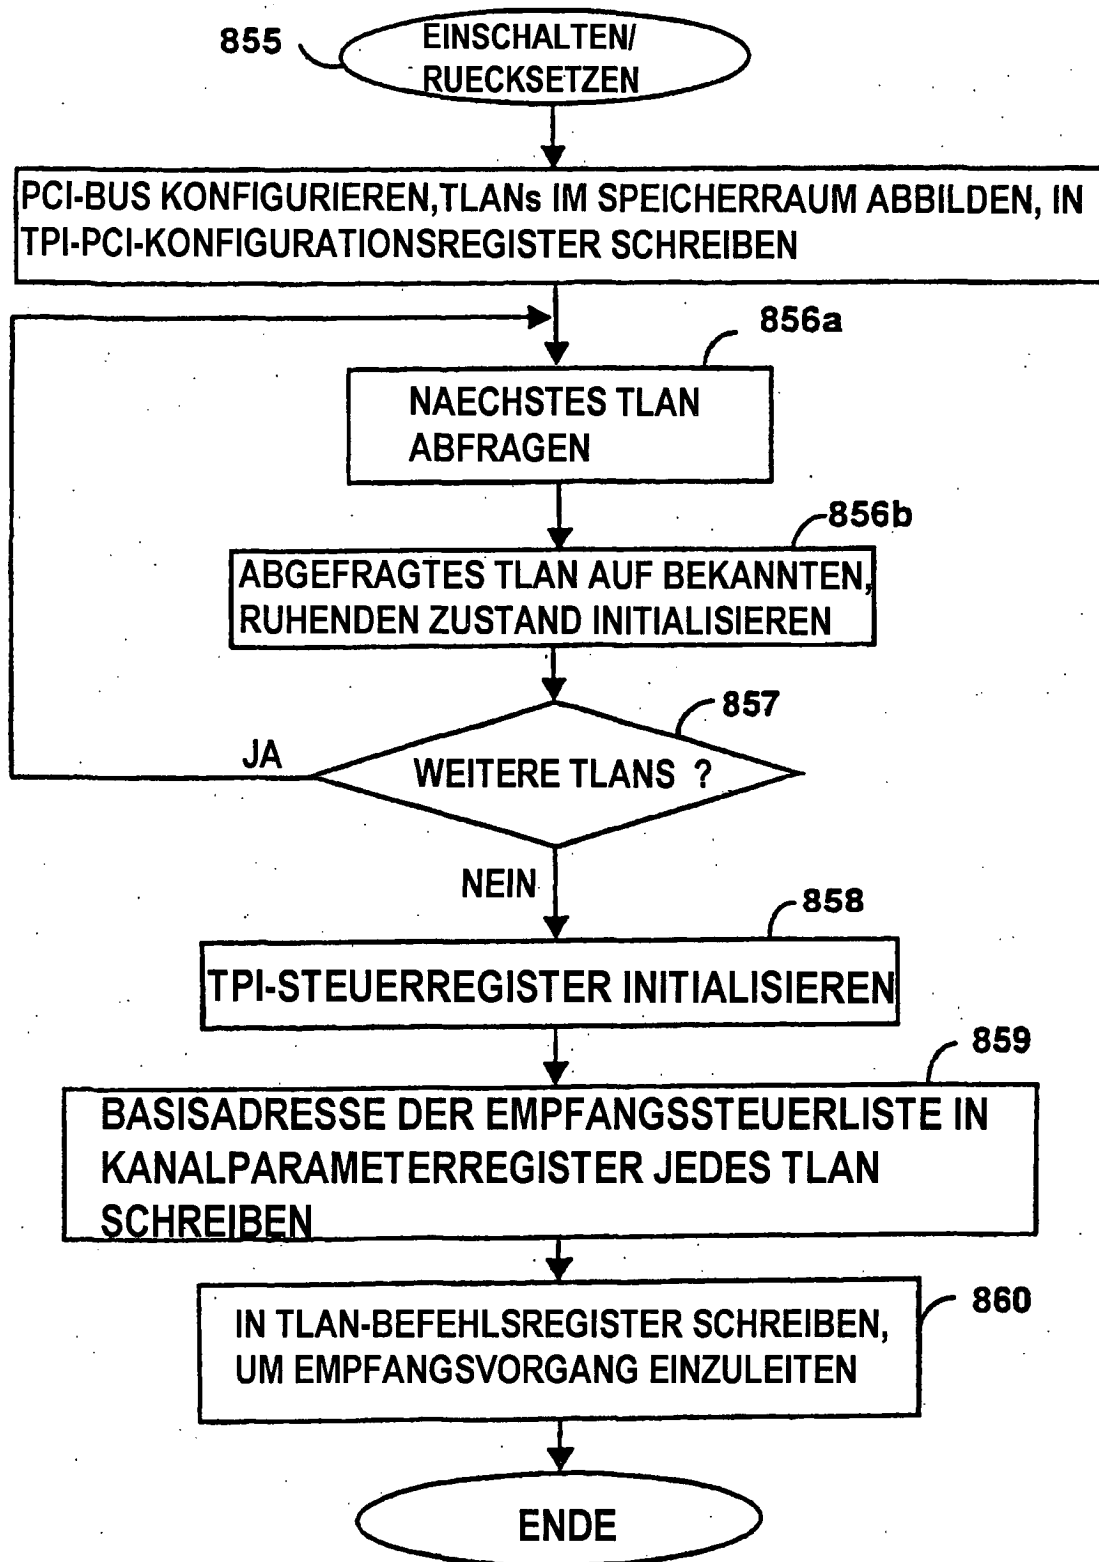 855
EINSCHALTEN/
RUECKSETZEN
PCI-BUS KONFIGURIEREN,TLANs IM SPEICHERRAUM ABBILDEN, IN
TPI-PCI-KONFIGURATIONSREGISTER SCHREIBEN
856a
NAECHSTES TLAN
ABFRAGEN
856b
ABGEFRAGTES TLAN AUF BEKANNTEN,
RUHENDEN ZUSTAND INITIALISIEREN
857
JA
WEITERE TLANS ?
NEIN
858
TPI-STEUERREGISTER INITIALISIEREN
859
BASISADRESSE DER EMPFANGSSTEUERLISTE IN
KANALPARAMETERREGISTER JEDES TLAN
SCHREIBEN
860
IN TLAN-BEFEHLSREGISTER SCHREIBEN,
UM EMPFANGSVORGANG EINZULEITEN
ENDE